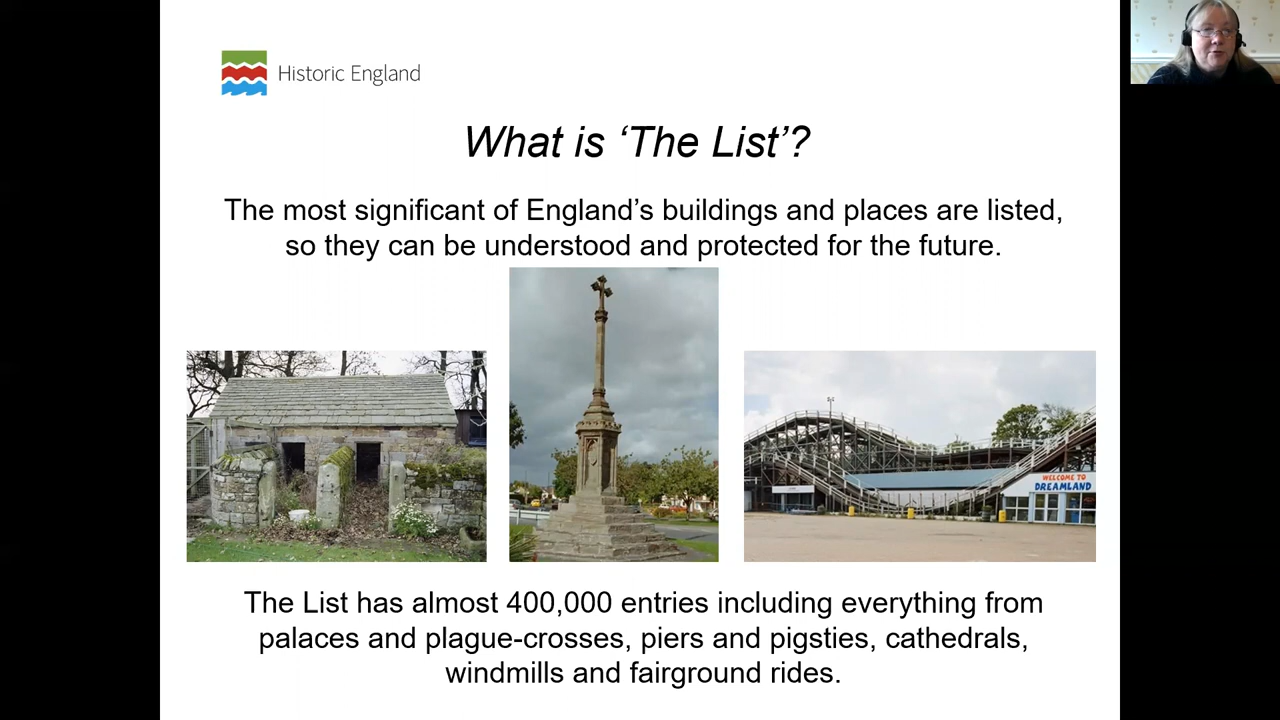 Historic England
What is ‘The List’?
The most significant of England’s buildings and places are listed,
so they can be understood and protected for the future.
WELCOME TO
DREAMLAND
The List has almost 400,000 entries including everything from
palaces and plague-crosses, piers and pigsties, cathedrals,
windmills and fairground rides.